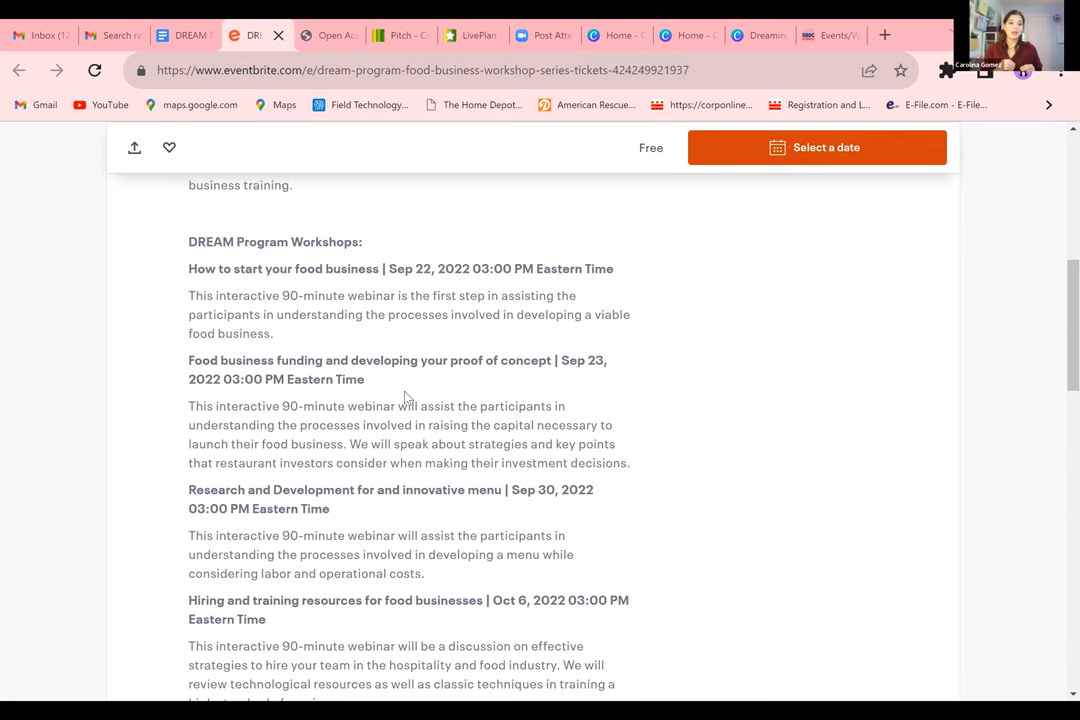 Inbox (12
Search re
DREAM P
DRE
Open Acc
Pitch - Ca
LivePlan
Post Atte
Home - C
Home - C
Dreamin
Events/W
https://www.eventbrite.com/e/dream-program-food-business-workshop-series-tickets-424249921937
Carolina Gomez
Gmail
YouTube
maps.google.com
Maps
Field Technology...
The Home Depot...
American Rescue...
https://corponline...
Registration and L...
E-File.com - E-File...
Free
Select a date
business training.
DREAM Program Workshops:
How to start your food business | Sep 22, 2022 03:00 PM Eastern Time
This interactive 90-minute webinar is the first step in assisting the
participants in understanding the processes involved in developing a viable
food business.
Food business funding and developing your proof of concept | Sep 23,
2022 03:00 PM Eastern Time
This interactive 90-minute webinar will assist the participants in
understanding the processes involved in raising the capital necessary to
launch their food business. We will speak about strategies and key points
that restaurant investors consider when making their investment decisions.
Research and Development for and innovative menu | Sep 30, 2022
03:00 PM Eastern Time
This interactive 90-minute webinar will assist the participants in
understanding the processes involved in developing a menu while
considering labor and operational costs.
Hiring and training resources for food businesses | Oct 6, 2022 03:00 PM
Eastern Time
This interactive 90-minute webinar will be a discussion on effective
strategies to hire your team in the hospitality and food industry. We will
review technological resources as well as classic techniques in training a